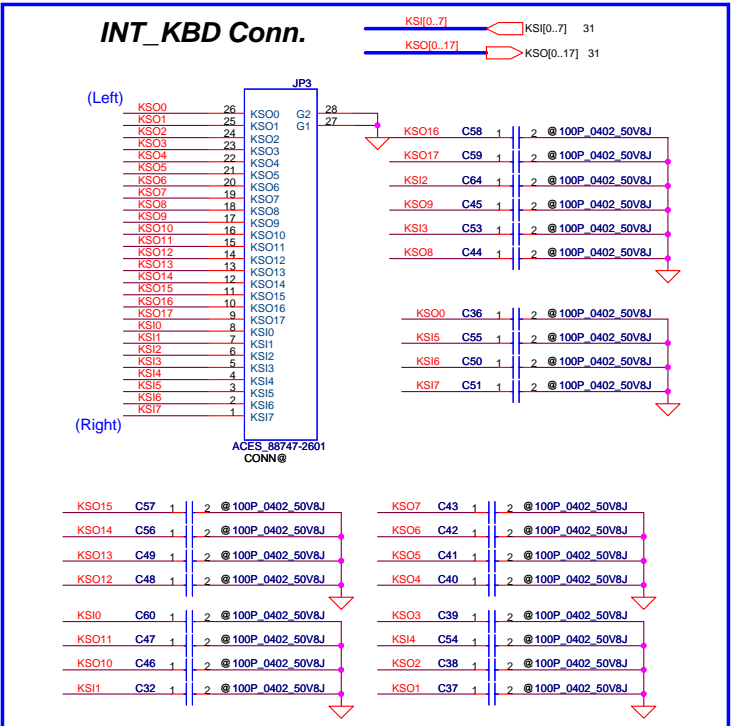 INT_KBD Conn.
KSI[0..7] KSI[0..7] 31
KSO[0..17] KSO[0..17] 31
JP3
(Left)
KSO0 26 KSO0 G2 28
KSO1 25 KSO1 G1 27
KSO2 24 KSO2
KSO3 23 KSO3
KSO4 22 KSO4
KSO5 21 KSO5
KSO6 20 KSO6
KSO7 19 KSO7
KSO8 18 KSO8
KSO9 17 KSO9
KSO10 16 KSO10
KSO11 15 KSO11
KSO12 14 KSO12
KSO13 13 KSO13
KSO14 12 KSO14
KSO15 11 KSO15
KSO16 10 KSO16
KSO17 9 KSO17
KSI0 8 KSI0
KSI1 7 KSI1
KSI2 6 KSI2
KSI3 5 KSI3
KSI4 4 KSI4
KSI5 3 KSI5
KSI6 2 KSI6
KSI7 1 KSI7
(Right)
ACES_88747-2601
CONN@
KSO16 C58 1 2 @100P_0402_50V8J
KSO17 C59 1 2 @100P_0402_50V8J
KSI2 C64 1 2 @100P_0402_50V8J
KSO9 C45 1 2 @100P_0402_50V8J
KSI3 C53 1 2 @100P_0402_50V8J
KSO8 C44 1 2 @100P_0402_50V8J
KSO0 C36 1 2 @100P_0402_50V8J
KSI5 C55 1 2 @100P_0402_50V8J
KSI6 C50 1 2 @100P_0402_50V8J
KSI7 C51 1 2 @100P_0402_50V8J
KSO15 C57 1 2 @100P_0402_50V8J
KSO14 C56 1 2 @100P_0402_50V8J
KSO13 C49 1 2 @100P_0402_50V8J
KSO12 C48 1 2 @100P_0402_50V8J
KSI0 C60 1 2 @100P_0402_50V8J
KSO11 C47 1 2 @100P_0402_50V8J
KSO10 C46 1 2 @100P_0402_50V8J
KSI1 C32 1 2 @100P_0402_50V8J
KSO7 C43 1 2 @100P_0402_50V8J
KSO6 C42 1 2 @100P_0402_50V8J
KSO5 C41 1 2 @100P_0402_50V8J
KSO4 C40 1 2 @100P_0402_50V8J
KSO3 C39 1 2 @100P_0402_50V8J
KSI4 C54 1 2 @100P_0402_50V8J
KSO2 C38 1 2 @100P_0402_50V8J
KSO1 C37 1 2 @100P_0402_50V8J